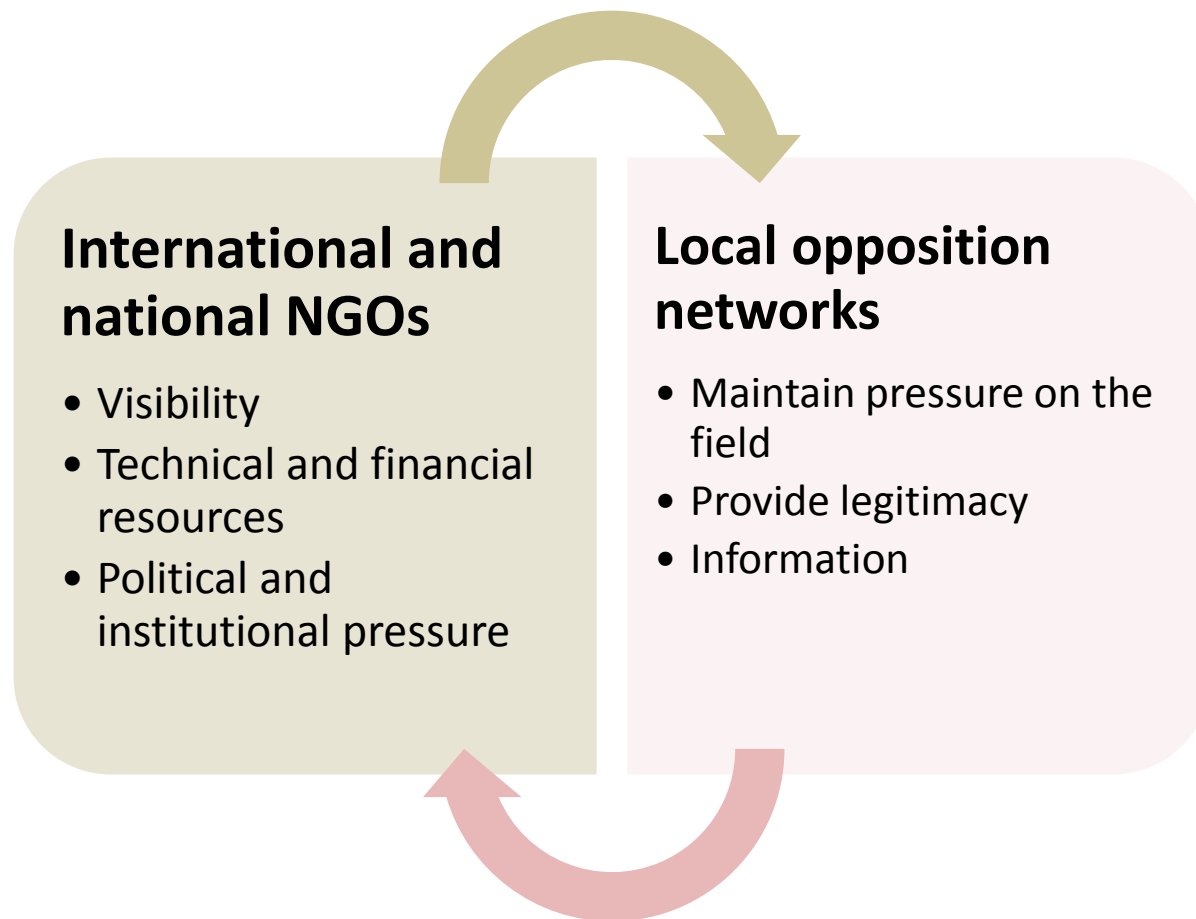 International and
national NGOs
• Visibility
• Technical and financial
resources
• Political and
institutional pressure
Local opposition
networks
• Maintain pressure on the
field
• Provide legitimacy
• Information